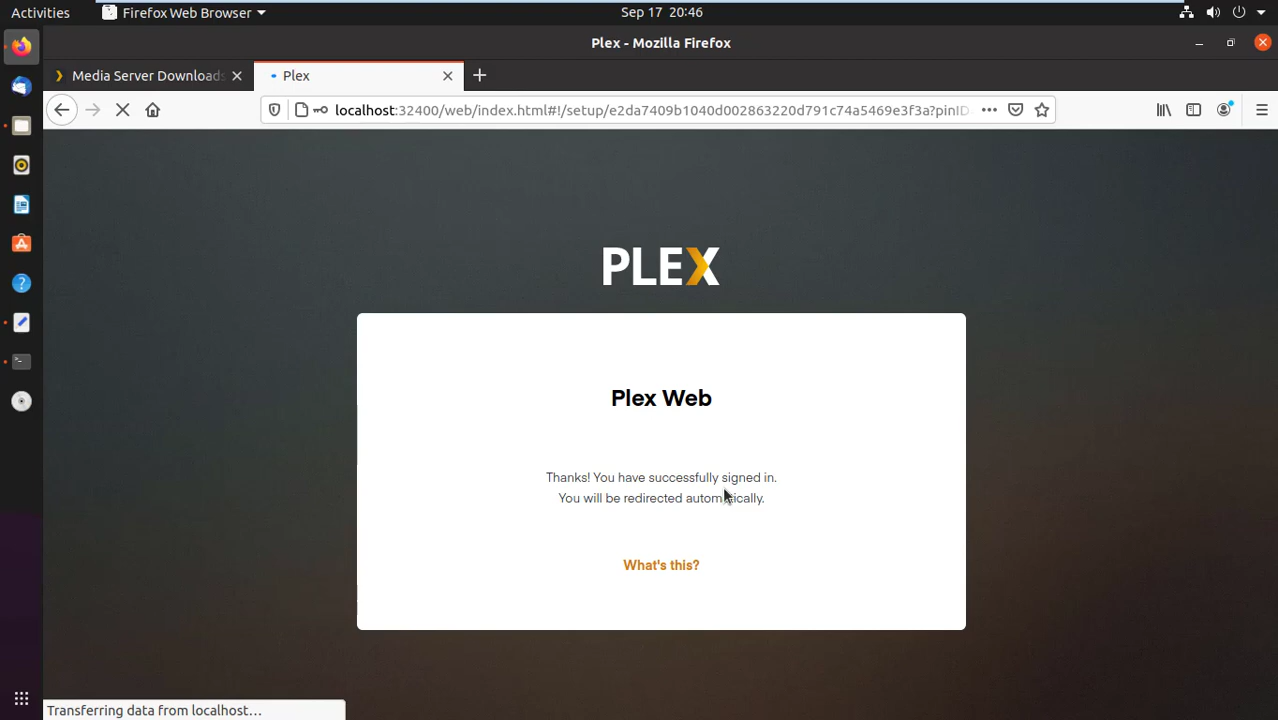 Activities
Firefox Web Browser
Sep 17 20:46
Plex - Mozilla Firefox
Media Server Downloads
Plex
localhost:32400/web/index.html#!/setup/e2da7409b1040d002863220d791c74a5469e3f3a?pinID
PLEX
Plex Web
Thanks! You have successfully signed in.
You will be redirected automatically.
What's this?
Transferring data from localhost…